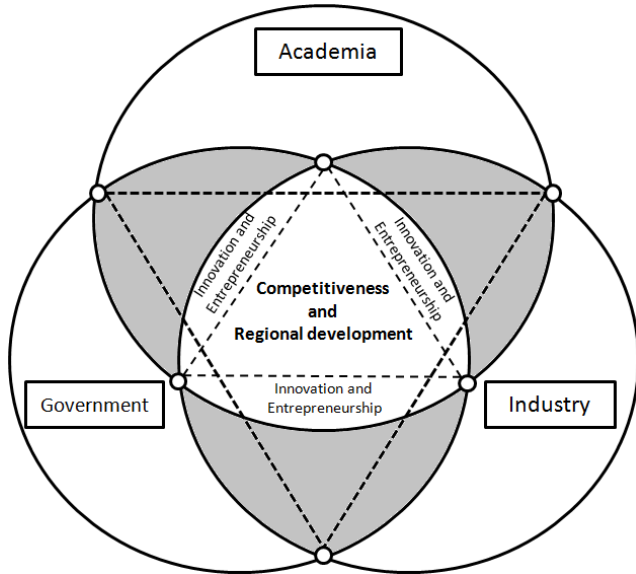 Academia
Innovation and
Entrepreneurship
Innovation and
Entrepreneurship
Competitiveness
and
Regional development
Government
Innovation and
Entrepreneurship
Industry